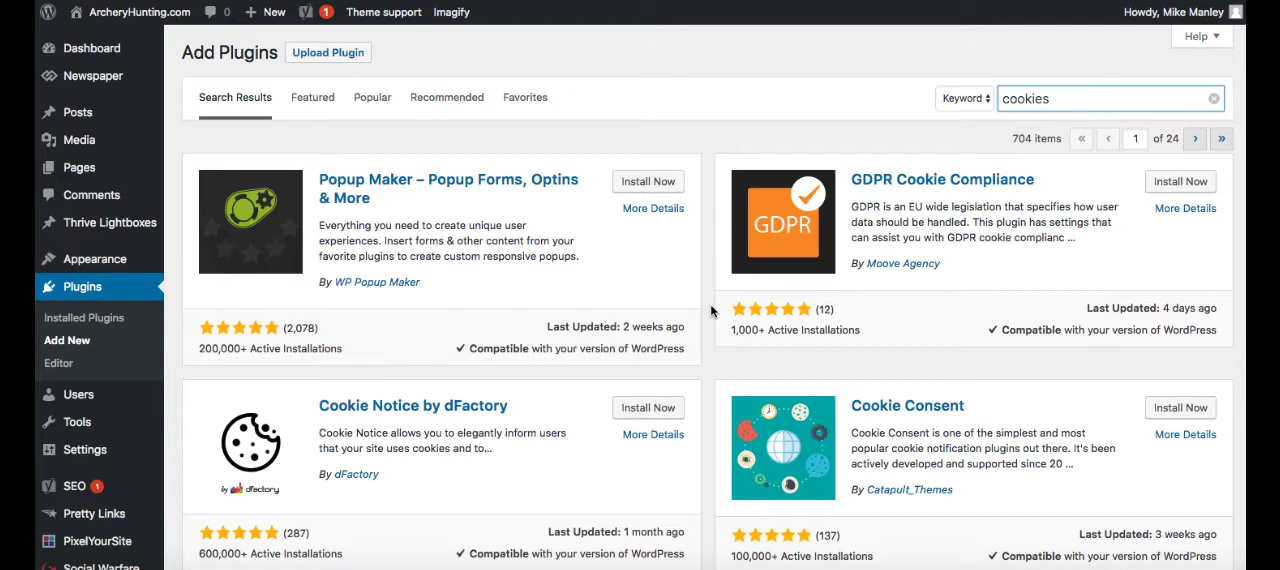 ArcheryHunting.com 0 + New 1 Theme support Imagify Howdy, Mike Manley
Dashboard
Newspaper
Posts
Media
Pages
Comments
Thrive Lightboxes
Appearance
Plugins
Installed Plugins
Add New
Editor
Users
Tools
Settings
SEO 1
Pretty Links
PixelYourSite
Social Warfare
Help ▼
Add Plugins Upload Plugin
Search Results Featured Popular Recommended Favorites Keyword cookies
704 items « ‹ 1 of 24 › »
Popup Maker – Popup Forms, Optins
& More
Install Now
More Details
Everything you need to create unique user
experiences. Insert forms & other content from your
favorite plugins to create custom responsive popups.
By WP Popup Maker
(2,078)
Last Updated: 2 weeks ago
200,000+ Active Installations
✔ Compatible with your version of WordPress
GDPR
GDPR Cookie Compliance
Install Now
More Details
GDPR is an EU wide legislation that specifies how user
data should be handled. This plugin has settings that
can assist you with GDPR cookie complianc ...
By Moove Agency
(12)
Last Updated: 4 days ago
1,000+ Active Installations
✔ Compatible with your version of WordPress
by dfactory
Cookie Notice by dFactory
Install Now
More Details
Cookie Notice allows you to elegantly inform users
that your site uses cookies and to...
By dFactory
(287)
Last Updated: 1 month ago
600,000+ Active Installations
✔ Compatible with your version of WordPress
Cookie Consent
Install Now
More Details
Cookie Consent is one of the simplest and most
popular cookie notification plugins out there. It's been
actively developed and supported since 20 ...
By Catapult_Themes
(137)
Last Updated: 3 weeks ago
100,000+ Active Installations
✔ Compatible with your version of WordPress